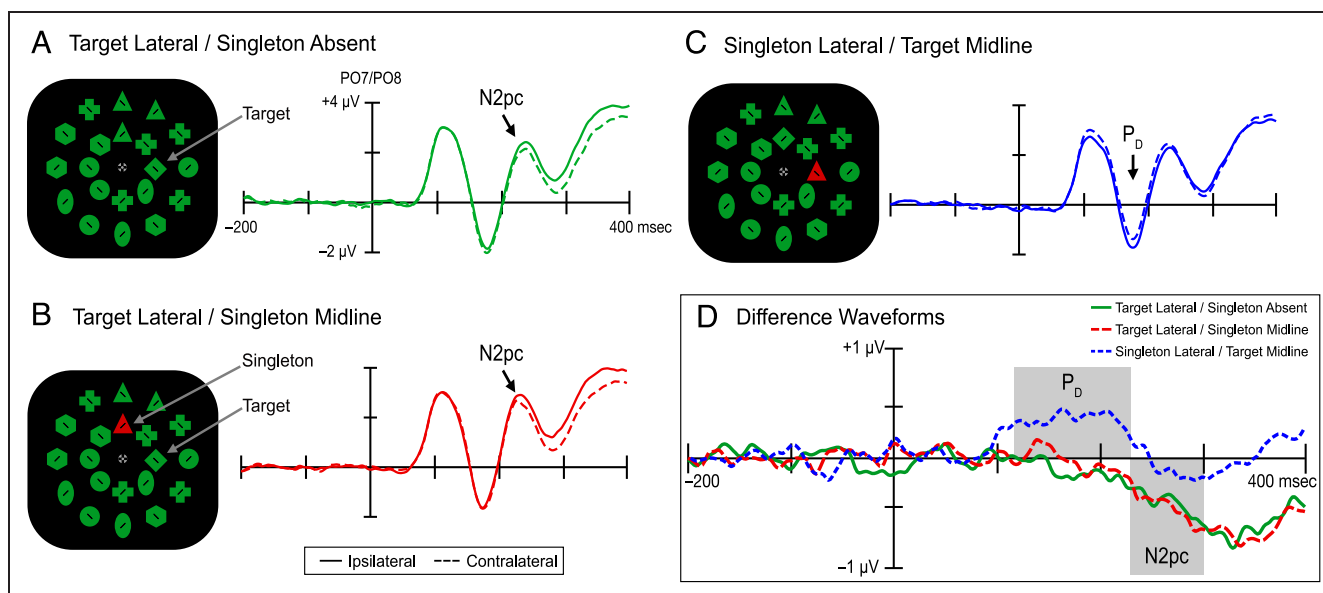 A Target Lateral / Singleton Absent
PO7/PO8
+4 µV
N2pc
Target
−200
400 msec
−2 µV
B Target Lateral / Singleton Midline
Singleton
Target
N2pc
Ipsilateral
Contralateral
C Singleton Lateral / Target Midline
P_D
D Difference Waveforms
Target Lateral / Singleton Absent
Target Lateral / Singleton Midline
Singleton Lateral / Target Midline
+1 µV
P_D
−200
400 msec
N2pc
−1 µV